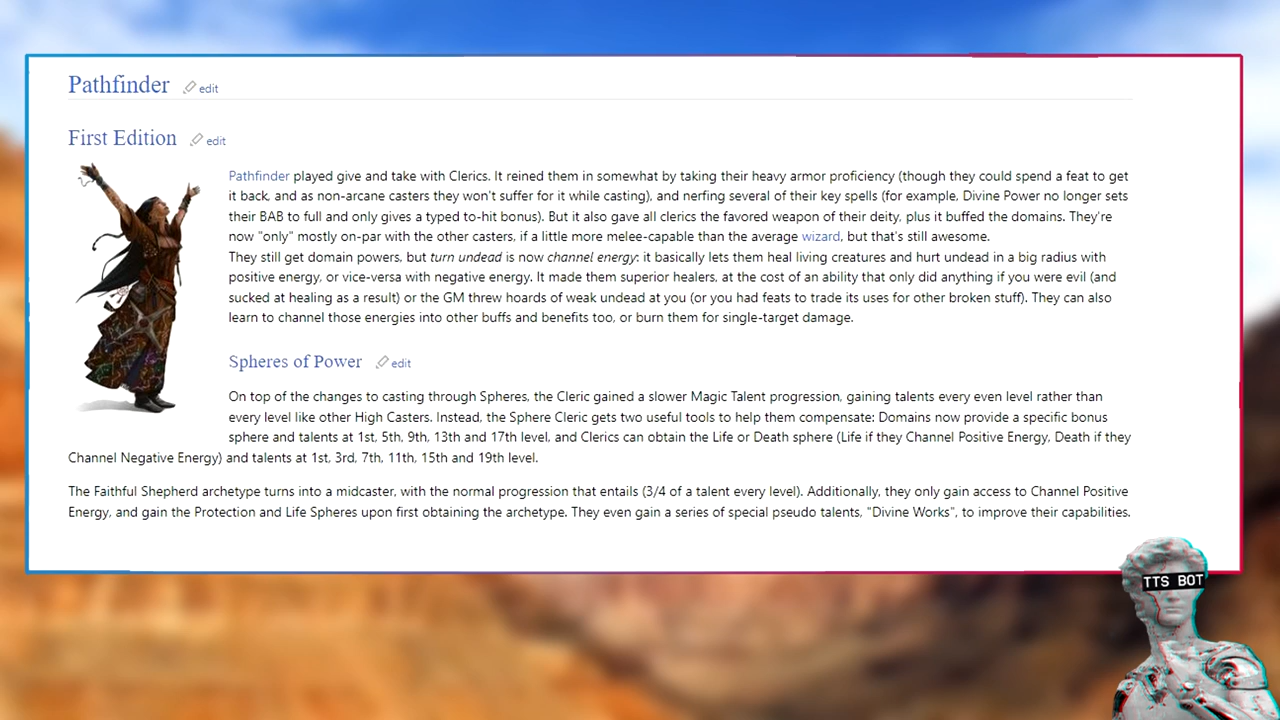 Pathfinder edit
First Edition edit
Pathfinder played give and take with Clerics. It reined them in somewhat by taking their heavy armor proficiency (though they could spend a feat to get
it back, and as non-arcane casters they won't suffer for it while casting), and nerfing several of their key spells (for example, Divine Power no longer sets
their BAB to full and only gives a typed to-hit bonus). But it also gave all clerics the favored weapon of their deity, plus it buffed the domains. They're
now "only" mostly on-par with the other casters, if a little more melee-capable than the average wizard, but that's still awesome.
They still get domain powers, but turn undead is now channel energy: it basically lets them heal living creatures and hurt undead in a big radius with
positive energy, or vice-versa with negative energy. It made them superior healers, at the cost of an ability that only did anything if you were evil (and
sucked at healing as a result) or the GM threw hoards of weak undead at you (or you had feats to trade its uses for other broken stuff). They can also
learn to channel those energies into other buffs and benefits too, or burn them for single-target damage.
Spheres of Power edit
On top of the changes to casting through Spheres, the Cleric gained a slower Magic Talent progression, gaining talents every even level rather than
every level like other High Casters. Instead, the Sphere Cleric gets two useful tools to help them compensate: Domains now provide a specific bonus
sphere and talents at 1st, 5th, 9th, 13th and 17th level, and Clerics can obtain the Life or Death sphere (Life if they Channel Positive Energy, Death if they
Channel Negative Energy) and talents at 1st, 3rd, 7th, 11th, 15th and 19th level.
The Faithful Shepherd archetype turns into a midcaster, with the normal progression that entails (3/4 of a talent every level). Additionally, they only gain access to Channel Positive
Energy, and gain the Protection and Life Spheres upon first obtaining the archetype. They even gain a series of special pseudo talents, "Divine Works", to improve their capabilities.
TTS BOT